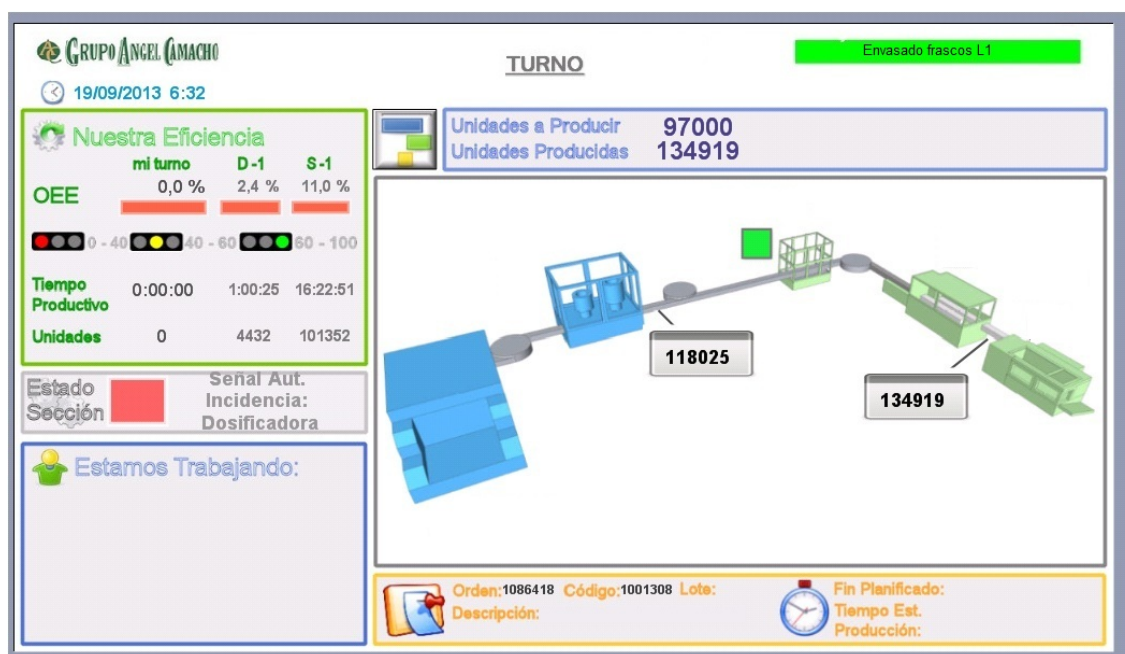 GRUPO ANGEL CAMACHO
TURNO
Envasado frascos L1
19/09/2013 6:32
Nuestra Eficiencia
mi turno D-1 S-1
OEE 0,0 % 2,4 % 11,0 %
0 - 40 40 - 60 60 - 100
Tiempo
Productivo 0:00:00 1:00:25 16:22:51
Unidades 0 4432 101352
Estado
Sección
Señal Aut.
Incidencia:
Dosificadora
Estamos Trabajando:
Unidades a Producir 97000
Unidades Producidas 134919
118025
134919
Orden:1086418 Código:1001308 Lote:
Descripción:
Fin Planificado:
Tiempo Est.
Producción: